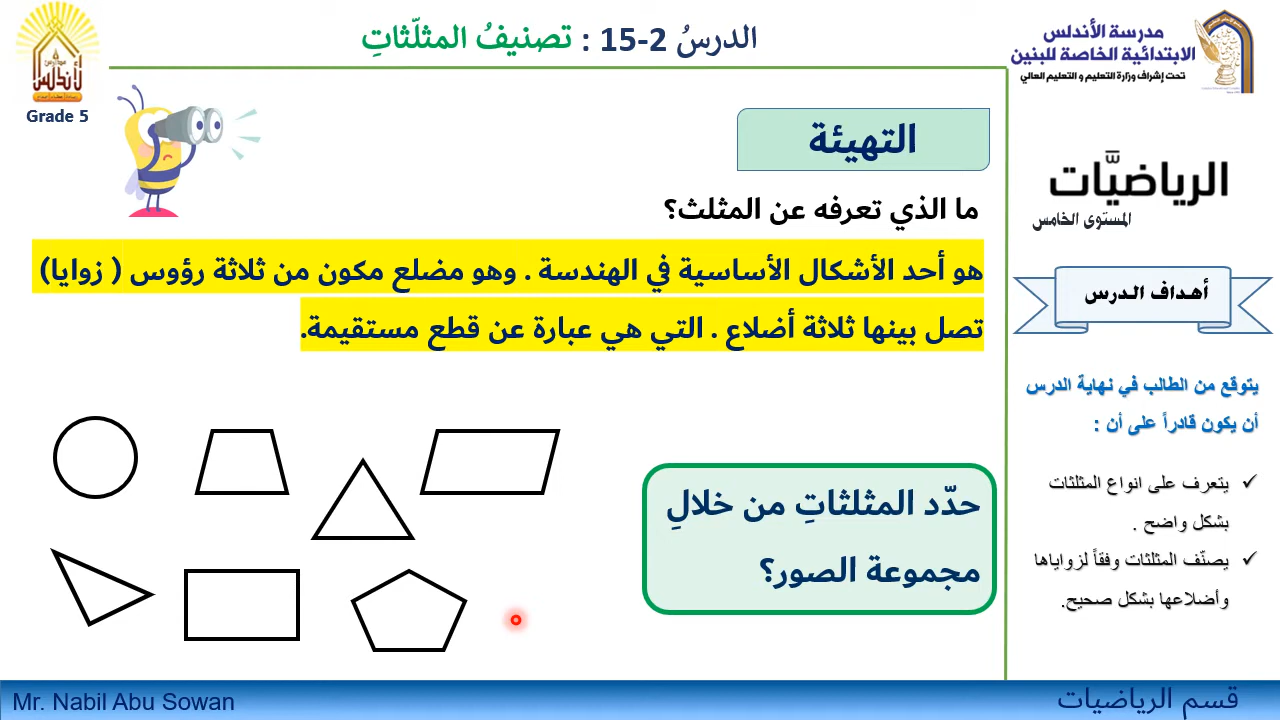 الدرسُ 2-15 : تصنيفُ المثلّثاتِ
مدرسة الأندلس
الابتدائية الخاصة للبنين
تحت إشراف وزارة التعليم و التعليم العالي
Grade 5
التهيئة
ما الذي تعرفه عن المثلث؟
هو أحد الأشكال الأساسية في الهندسة . وهو مضلع مكون من ثلاثة رؤوس ( زوايا)
تصل بينها ثلاثة أضلاع . التي هي عبارة عن قطع مستقيمة.
حدّد المثلثاتِ من خلالِ
مجموعة الصور؟
الرياضيَّات
المستوى الخامس
أهداف الدرس
يتوقع من الطالب في نهاية الدرس
أن يكون قادراً على أن :
✓ يتعرف على انواع المثلثات
بشكل واضح .
✓ يصنّف المثلثات وفقاً لزواياها
وأضلاعها بشكل صحيح.
Mr. Nabil Abu Sowan
قسم الرياضيات